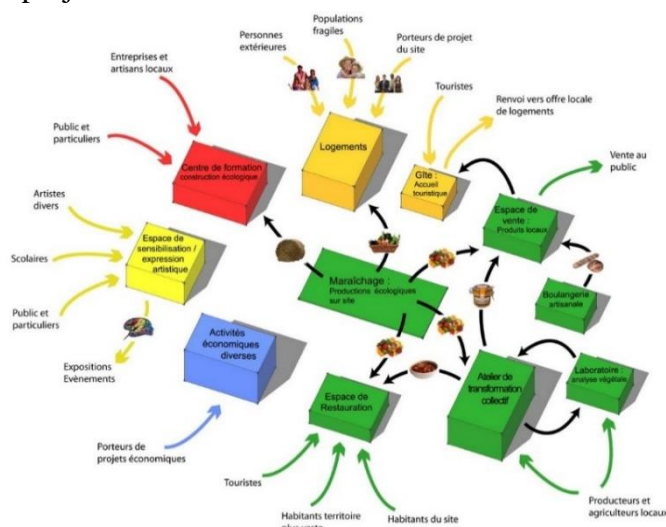 Populations
fragiles
Personnes
extérieures
Porteurs de projet
du site
Entreprises et
artisans locaux
Touristes
Renvoi vers offre locale
de logements
Public et
particuliers
Centre de formation
construction écologique
Logements
Gîte :
Accueil
touristique
Vente au
public
Artistes
divers
Espace de
vente :
Produits locaux
Espace de
sensibilisation /
expression
artistique
Scolaires
Maraîchage :
Productions écologiques
sur site
Boulangerie
artisanale
Public et
particuliers
Activités
économiques
diverses
Expositions
Evènements
Laboratoire :
analyse végétale
Atelier de
transformation
collectif
Espace de
Restauration
Porteurs de
projets économiques
Touristes
Habitants territoire
Habitants du site
Producteurs et
agriculteurs locaux